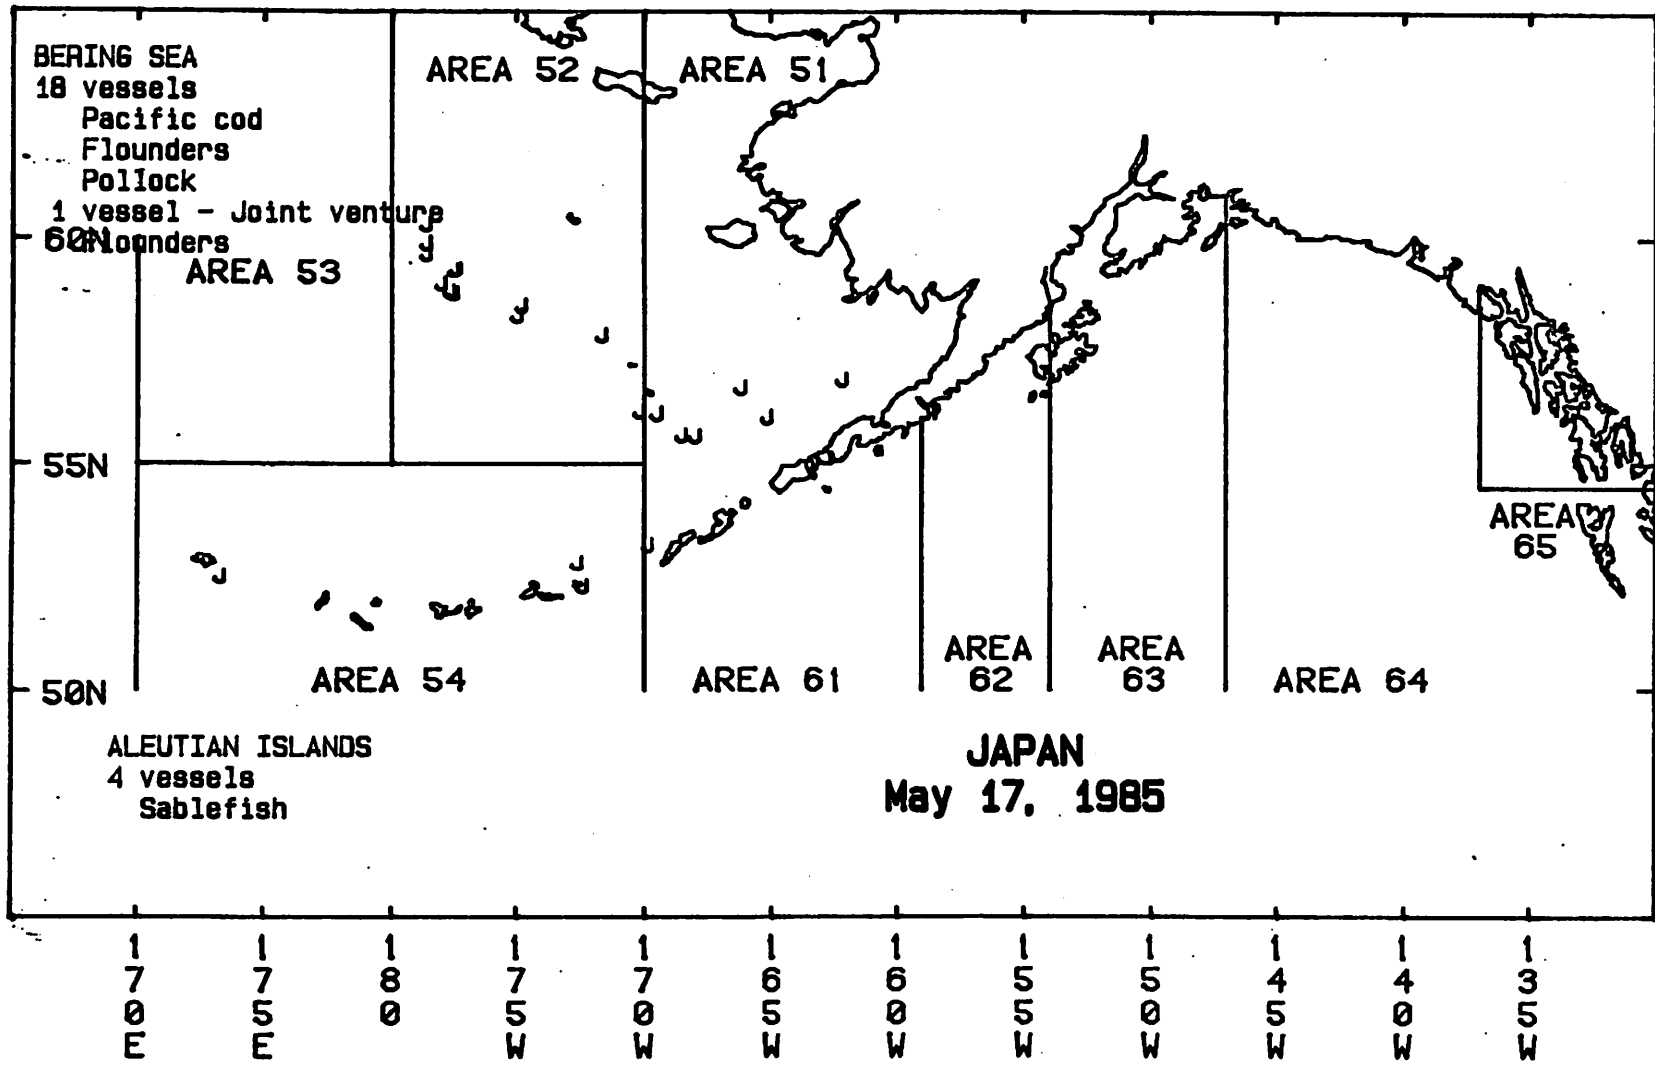 BERING SEA
18 vessels
Pacific cod
Flounders
Pollock
1 vessel - Joint venture
Flounders
AREA 52
AREA 51
60N
AREA 53
55N
AREA
65
50N
AREA 54
AREA 61
AREA
62
AREA
63
AREA 64
ALEUTIAN ISLANDS
4 vessels
Sablefish
JAPAN
May 17, 1985
170E
175E
180
175W
170W
165W
160W
155W
150W
145W
140W
135W